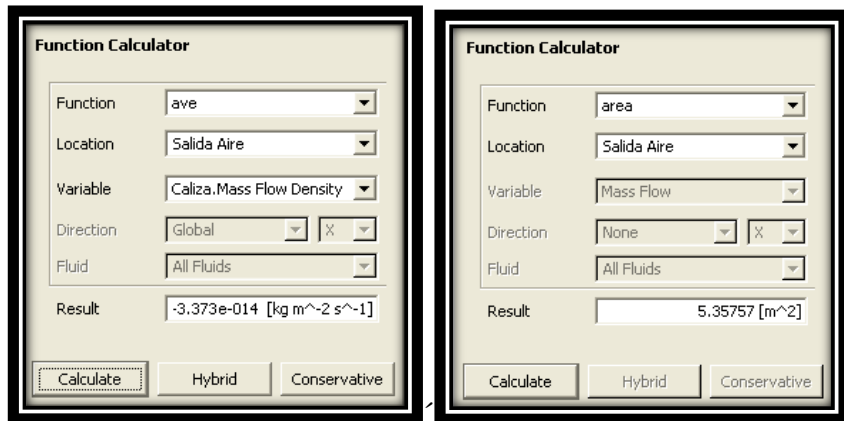 Function Calculator
Function ave
Location Salida Aire
Variable Caliza.Mass Flow Density
Direction Global X
Fluid All Fluids
Result -3.373e-014 [kg m^-2 s^-1]
Calculate Hybrid Conservative
Function Calculator
Function area
Location Salida Aire
Variable Mass Flow
Direction None X
Fluid All Fluids
Result 5.35757 [m^2]
Calculate Hybrid Conservative